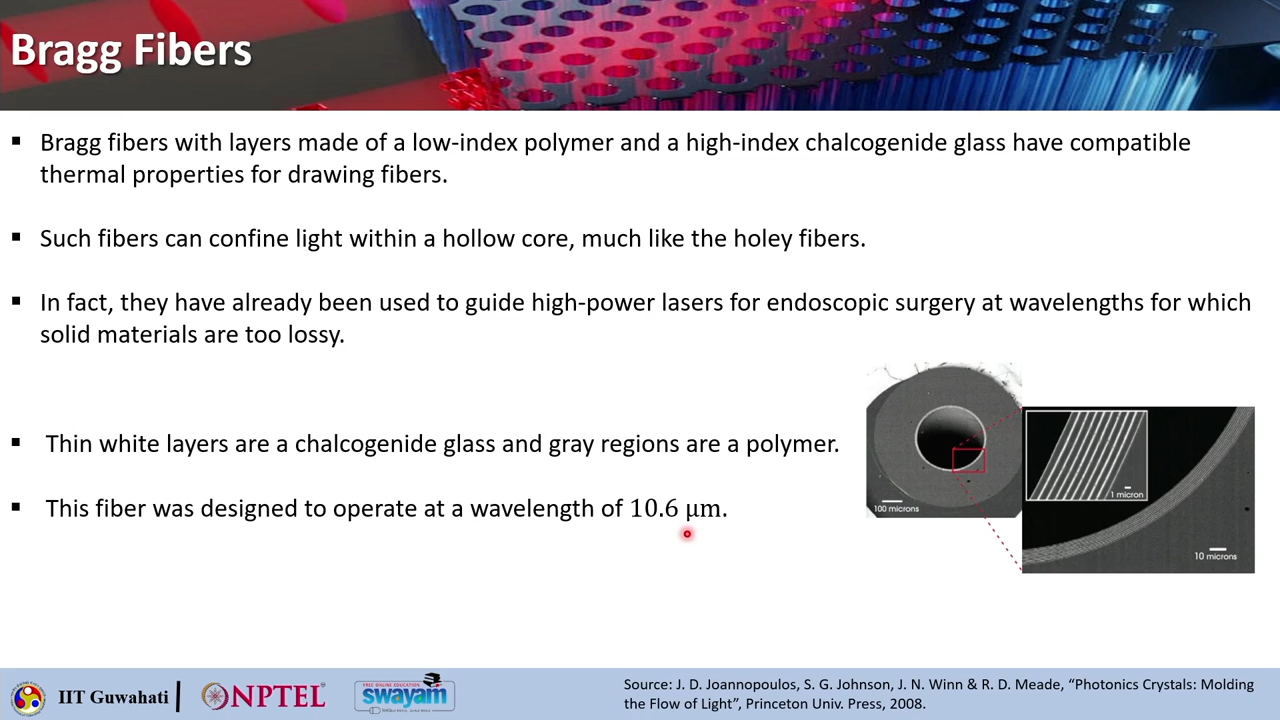 Bragg Fibers
▪ Bragg fibers with layers made of a low-index polymer and a high-index chalcogenide glass have compatible
thermal properties for drawing fibers.
▪ Such fibers can confine light within a hollow core, much like the holey fibers.
▪ In fact, they have already been used to guide high-power lasers for endoscopic surgery at wavelengths for which
solid materials are too lossy.
▪ Thin white layers are a chalcogenide glass and gray regions are a polymer.
▪ This fiber was designed to operate at a wavelength of 10.6 μm.
100 microns
1 micron
10 microns
IIT Guwahati
NPTEL
FREE ONLINE EDUCATION
swayam
Source: J. D. Joannopoulos, S. G. Johnson, J. N. Winn & R. D. Meade, “Photonics Crystals: Molding
the Flow of Light”, Princeton Univ. Press, 2008.